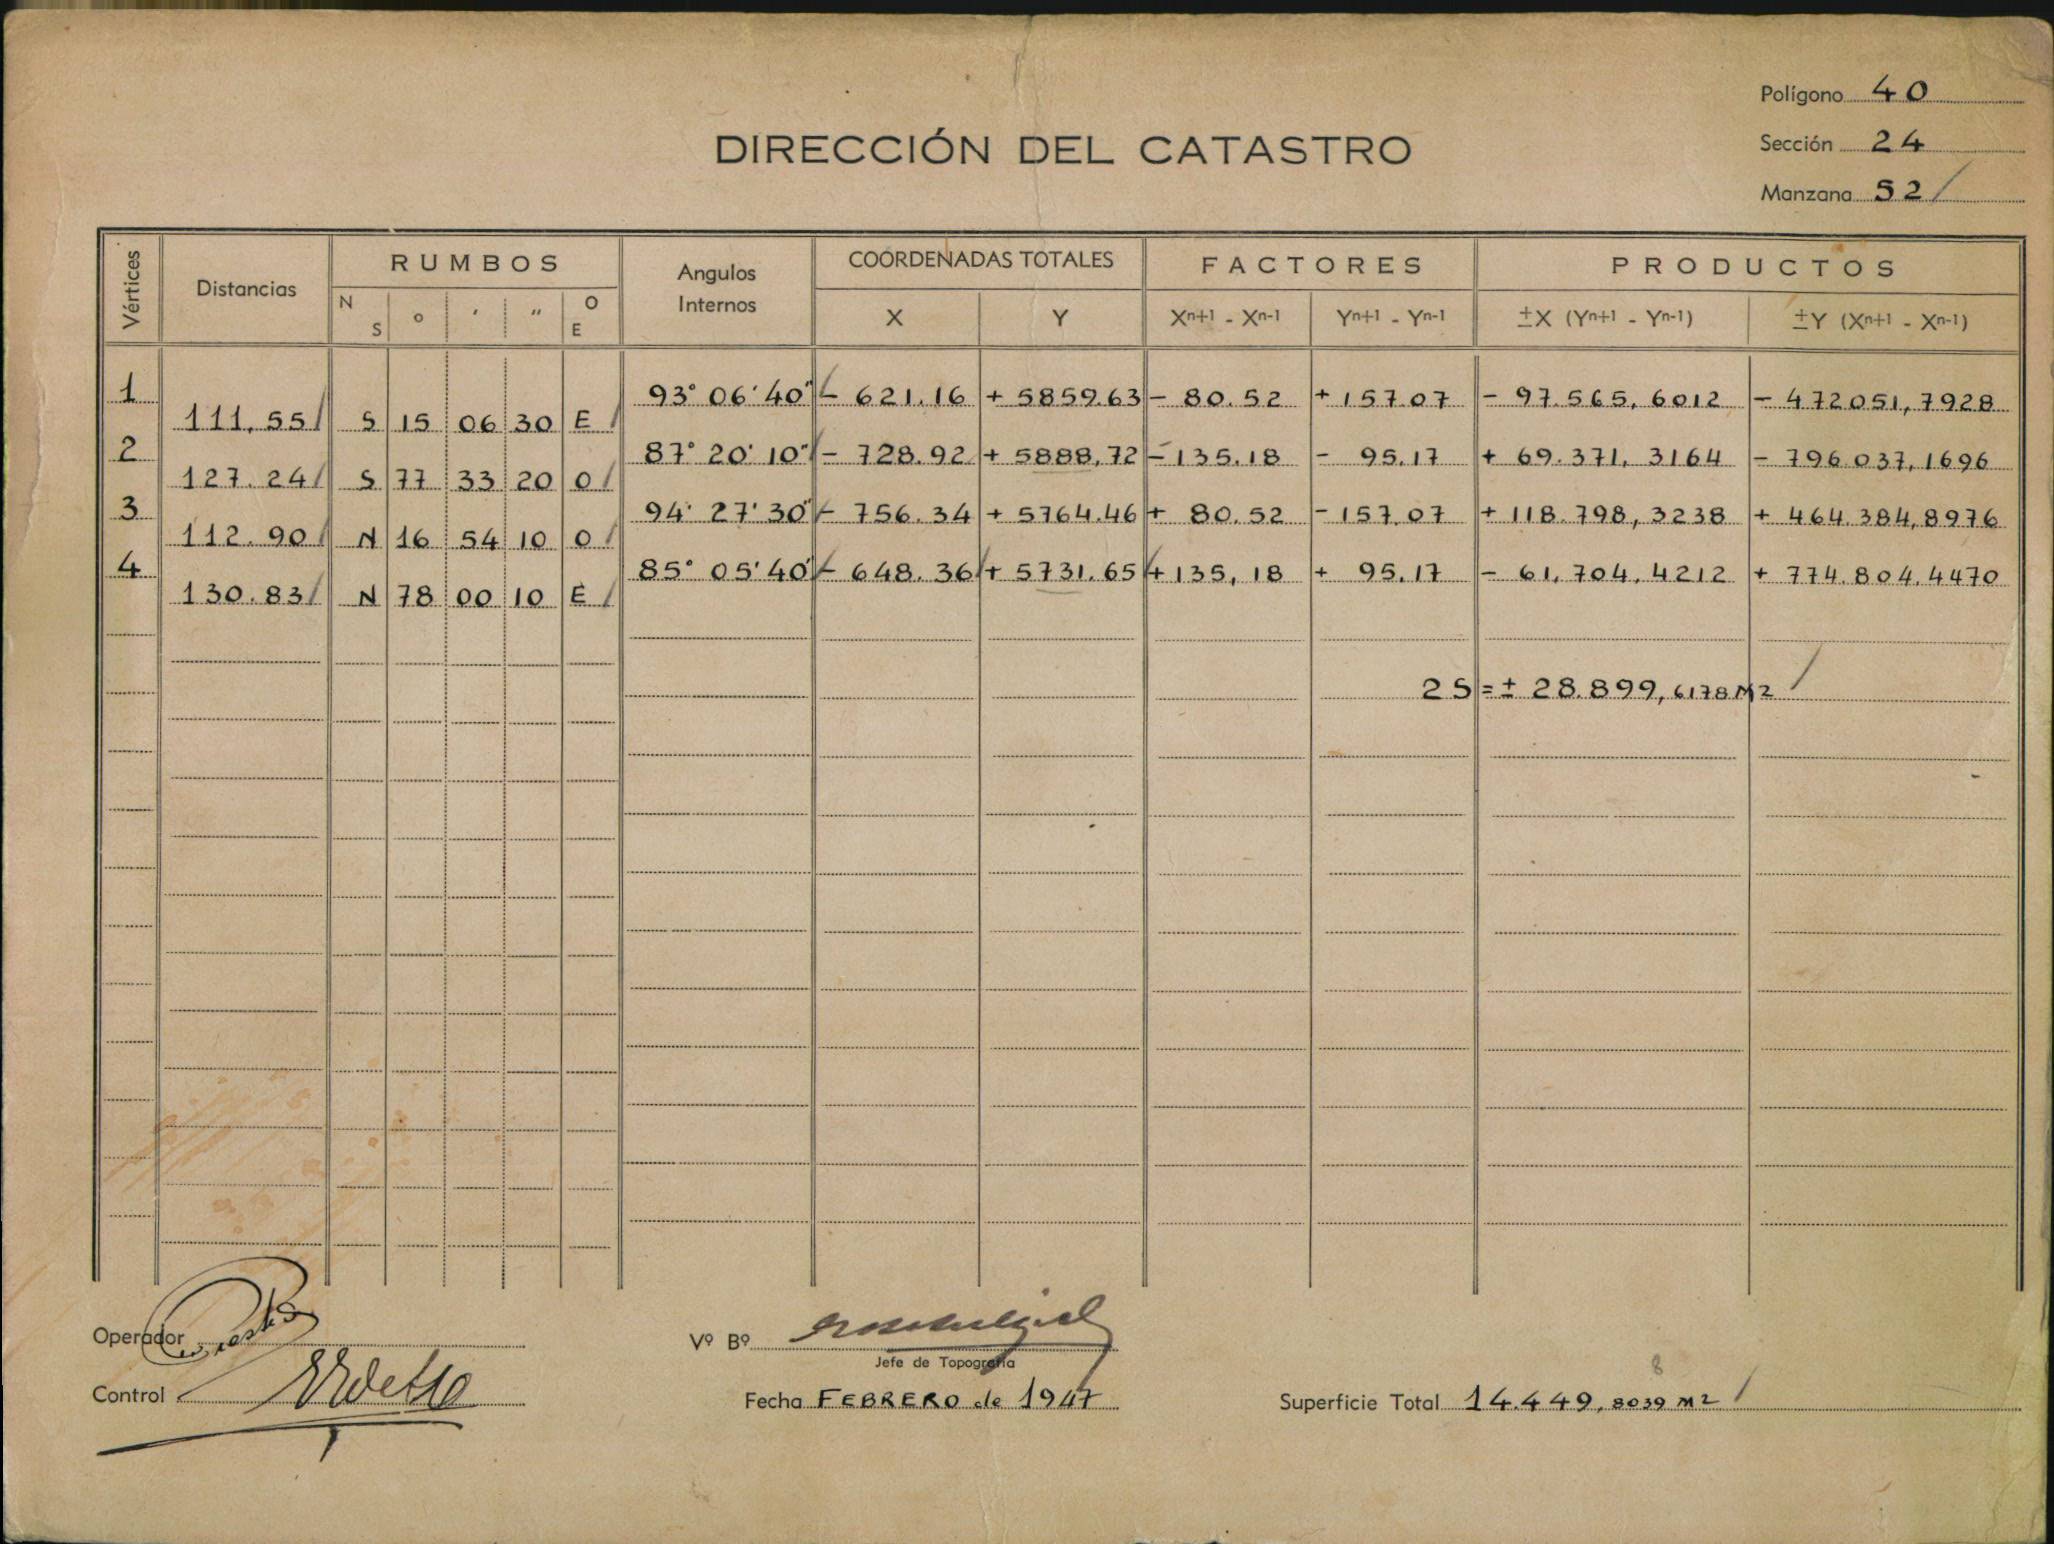 Polígono 40
DIRECCIÓN DEL CATASTRO
Sección 24
Manzana 52
Vértices
Distancias
RUMBOS
N S ° ′ ″ O E
Angulos Internos
COORDENADAS TOTALES
X Y
FACTORES
Xn+1 - Xn-1 Yn+1 - Yn-1
PRODUCTOS
±X (Yn+1 - Yn-1) ±Y (Xn+1 - Xn-1)
1 93° 06' 40" - 621.16 + 5859.63 - 80.52 + 157.07 - 97.565,6012 - 472051,7928
111.55 S 15 06 30 E
2 87° 20' 10" - 728.92 + 5888,72 - 135.18 - 95.17 + 69.371,3164 - 796.037,1696
127.24 S 77 33 20 O
3 94° 27' 30" - 756.34 + 5764.46 + 80.52 - 157.07 + 118.798,3238 + 464.384,8976
112.90 N 16 54 10 O
4 85° 05' 40" - 648.36 + 5731.65 + 135,18 + 95.17 - 61.704.4212 + 774.804.4470
130.83 N 78 00 10 E
2S = ± 28.899,6178 M2
Operador
Vº Bº
Jefe de Topografía
8
Control
Fecha FEBRERO de 1947
Superficie Total 14.449,8039 M2